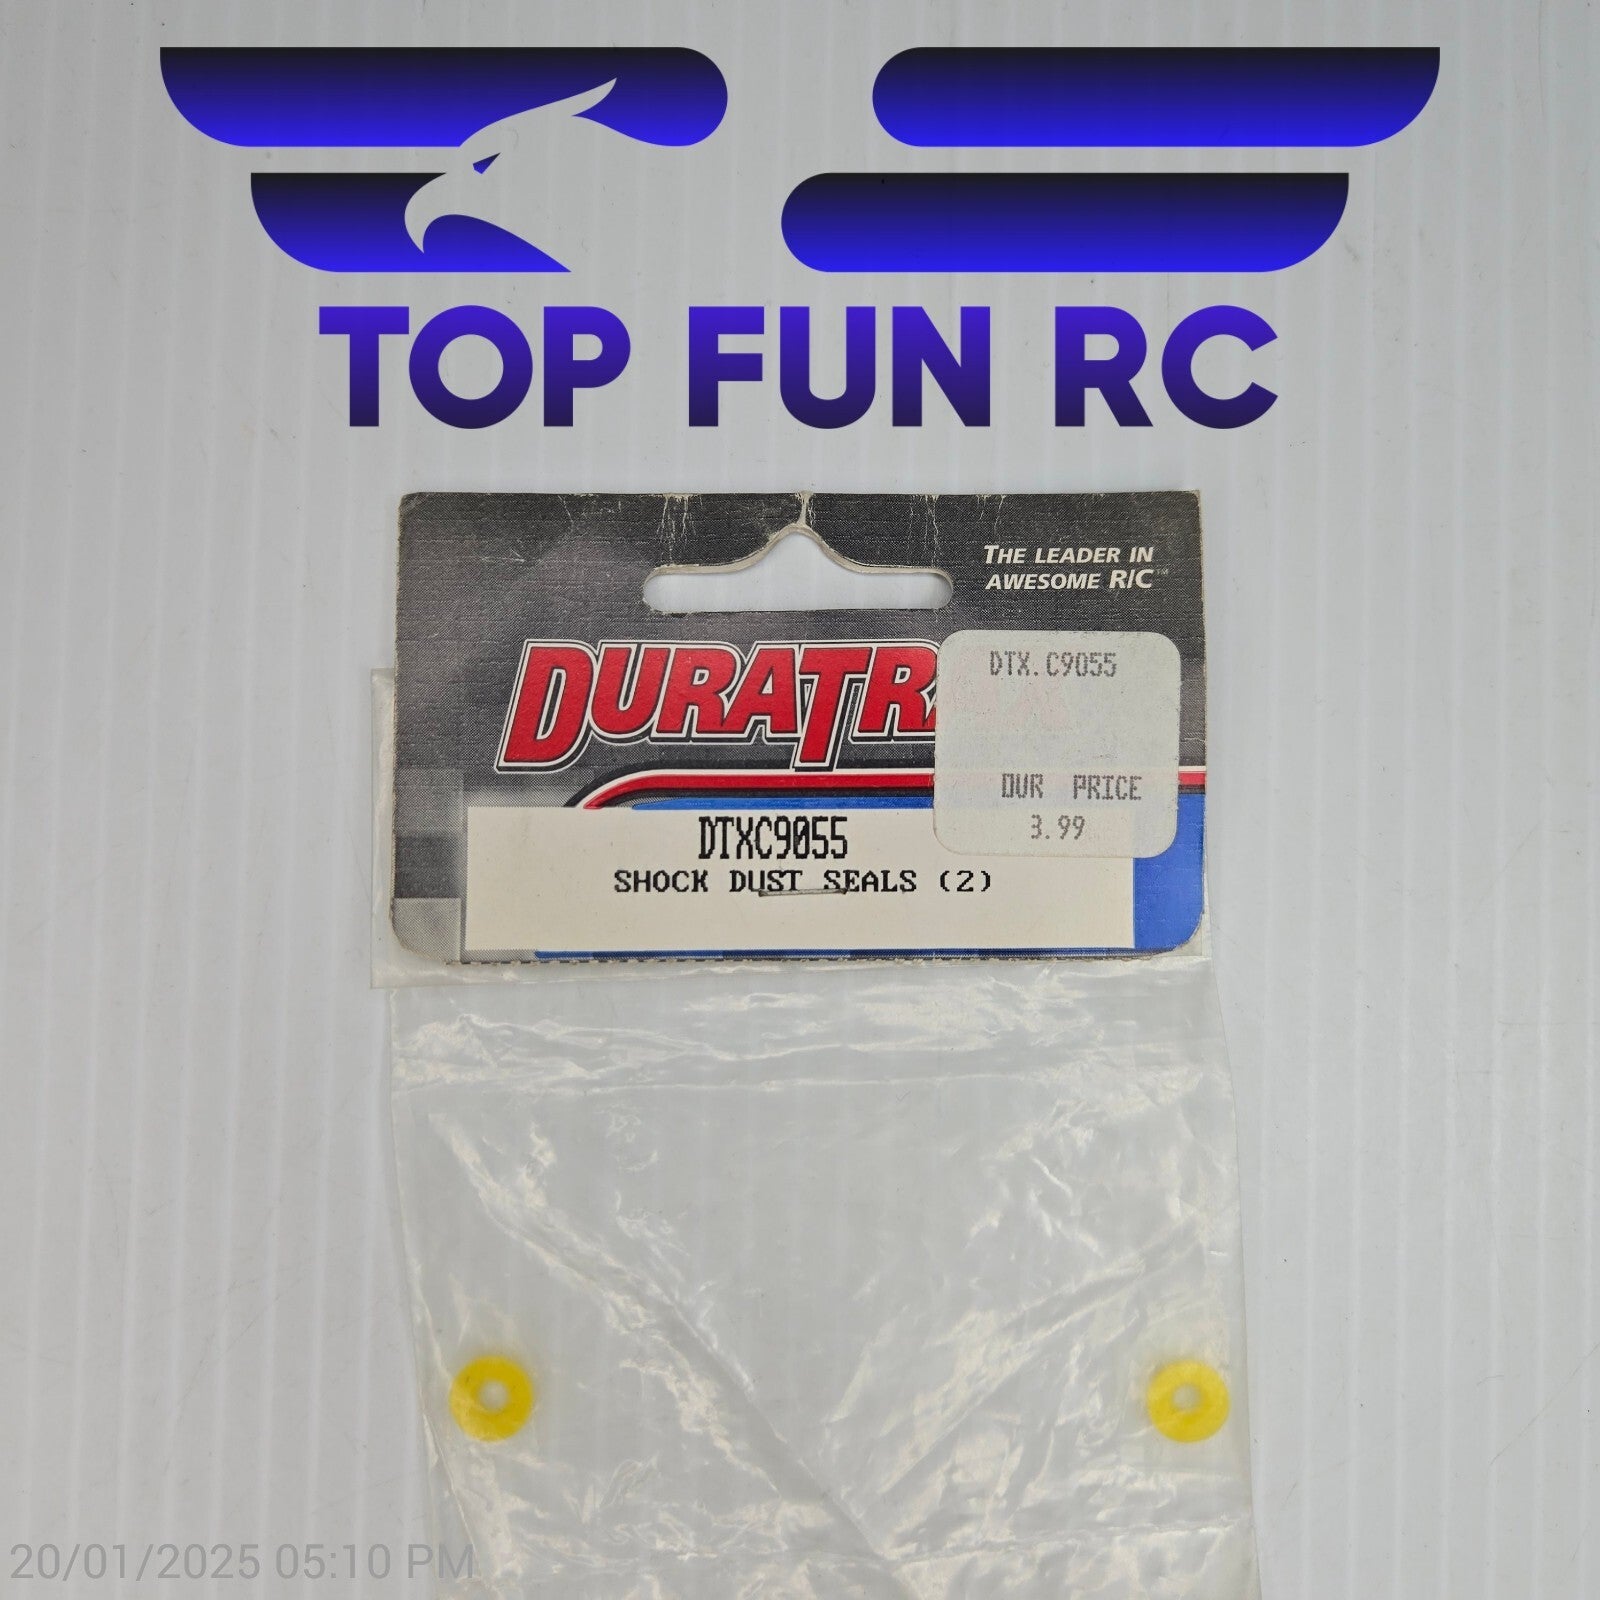 TOP FUN RC
THE LEADER IN
AWESOME R/C™
DURATR
DTX.C9055
OUR PRICE
3.99
DTXC9055
SHOCK DUST SEALS (2)
20/01/2025 05:10 PM